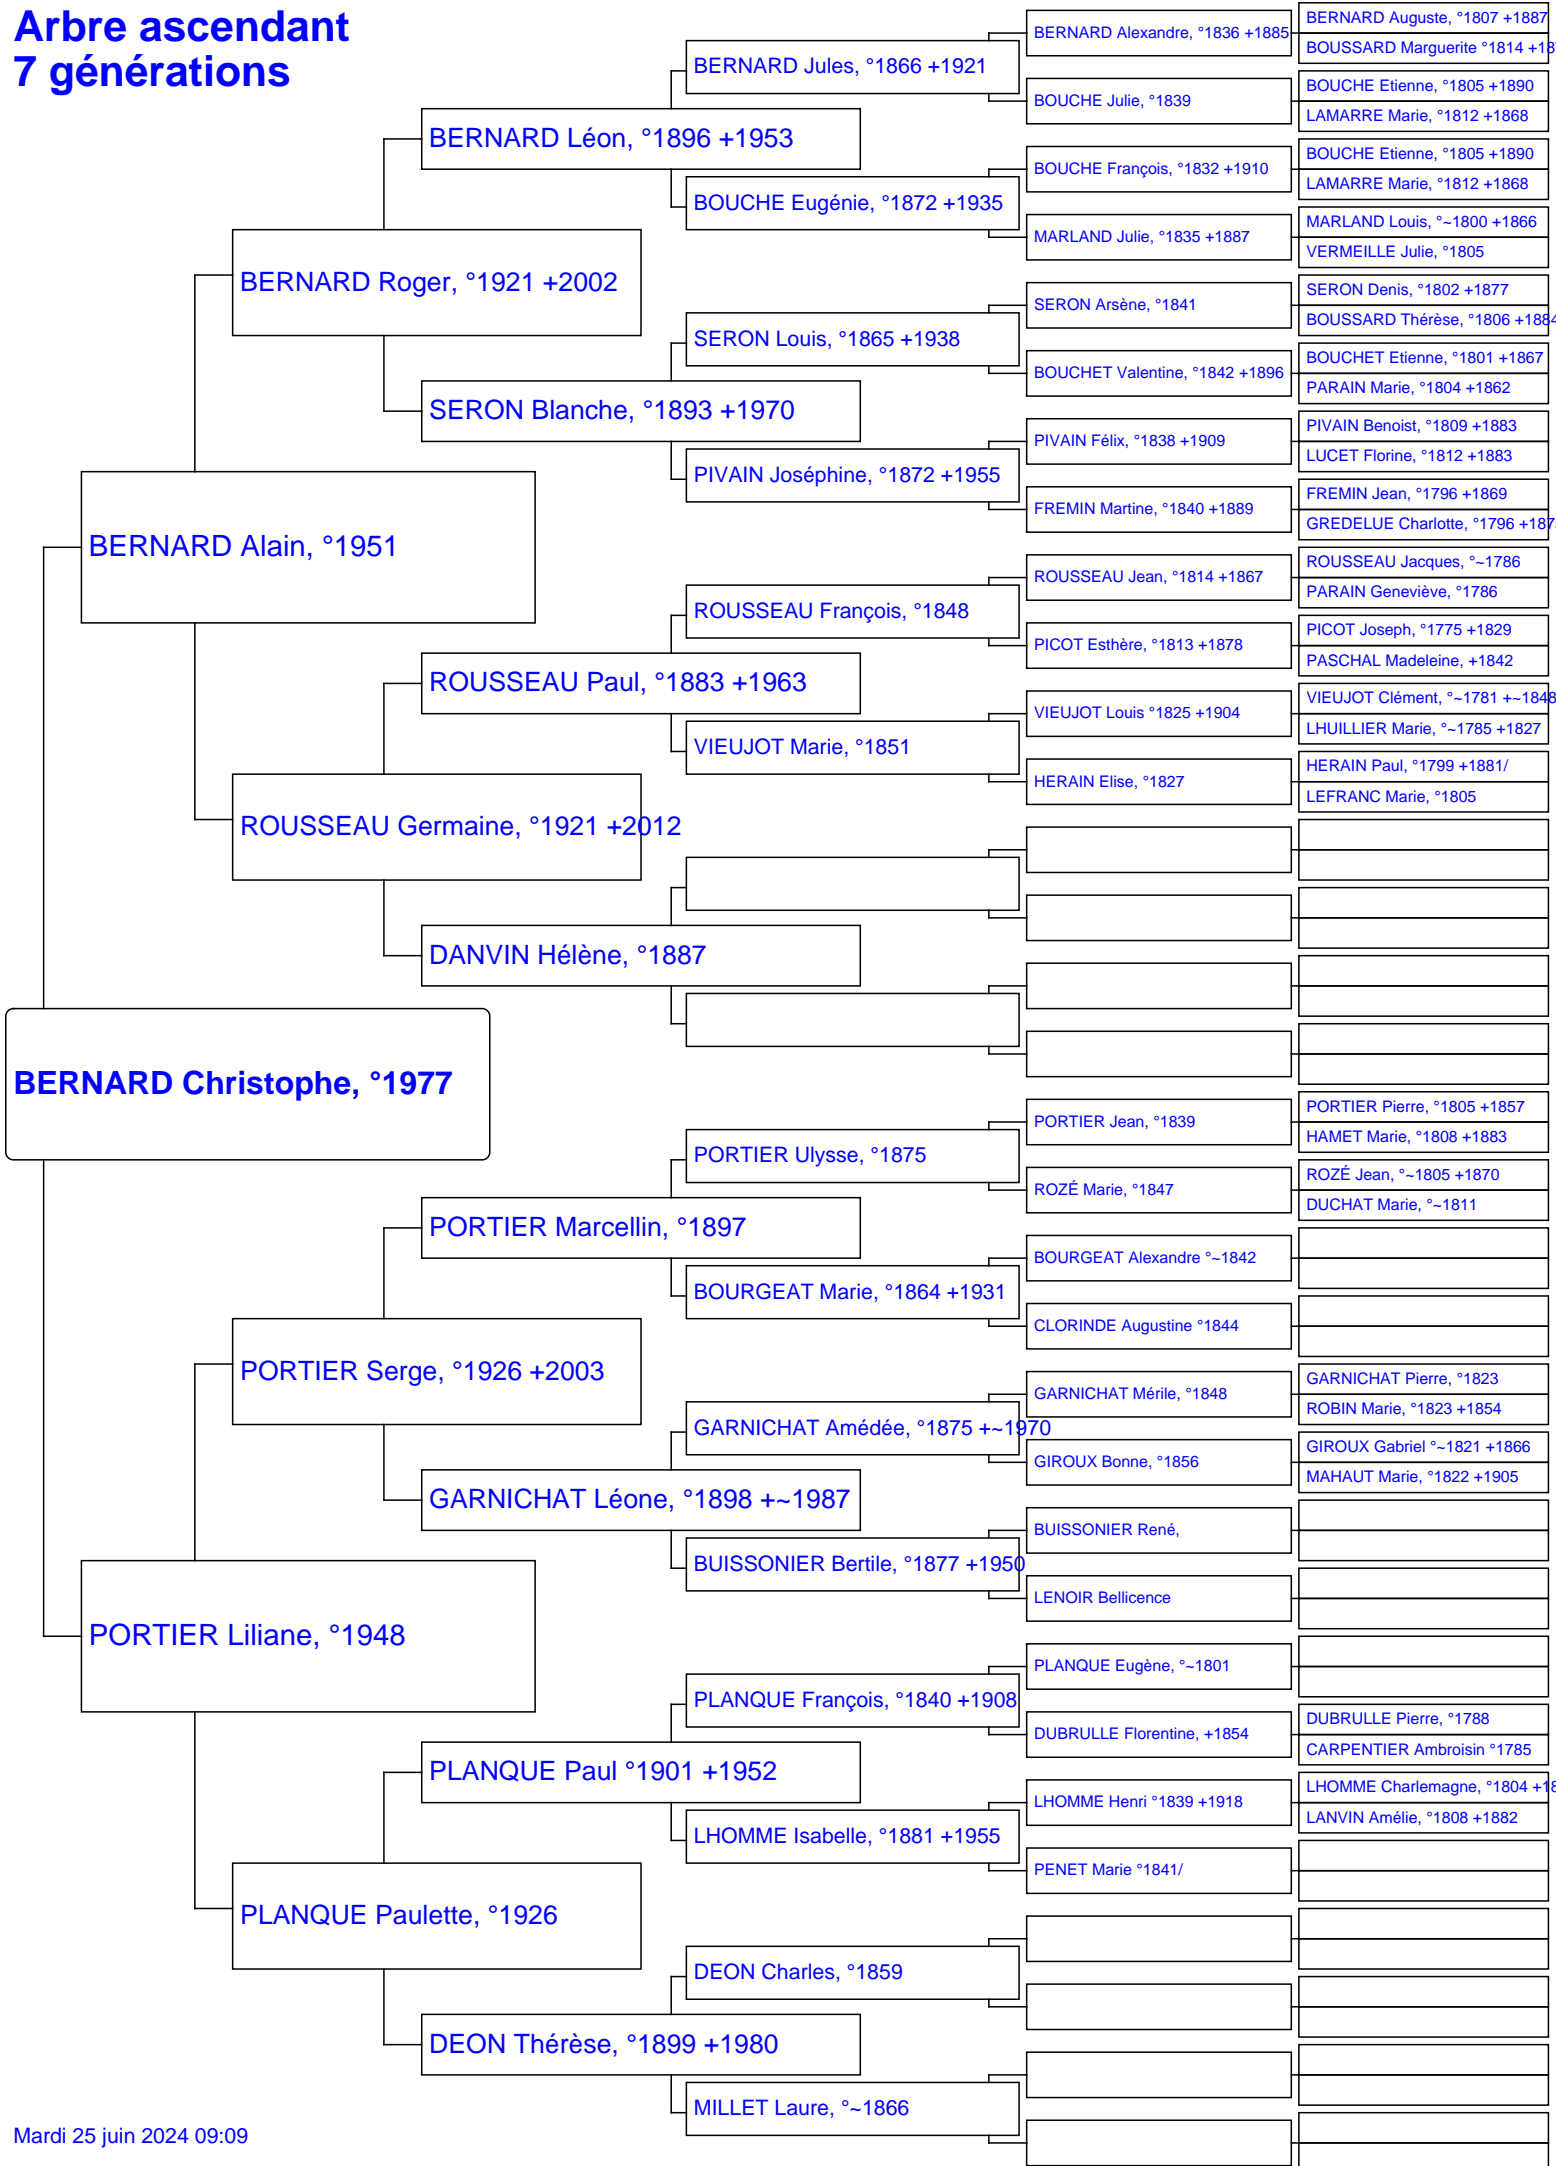 Arbre ascendant
7 générations
BERNARD Christophe, °1977
BERNARD Alain, °1951
PORTIER Liliane, °1948
BERNARD Roger, °1921 +2002
ROUSSEAU Germaine, °1921 +2012
PORTIER Serge, °1926 +2003
PLANQUE Paulette, °1926
BERNARD Léon, °1896 +1953
SERON Blanche, °1893 +1970
ROUSSEAU Paul, °1883 +1963
DANVIN Hélène, °1887
PORTIER Marcellin, °1897
GARNICHAT Léone, °1898 +~1987
PLANQUE Paul °1901 +1952
DEON Thérèse, °1899 +1980
BERNARD Jules, °1866 +1921
BOUCHE Eugénie, °1872 +1935
SERON Louis, °1865 +1938
PIVAIN Joséphine, °1872 +1955
ROUSSEAU François, °1848
VIEUJOT Marie, °1851
PORTIER Ulysse, °1875
BOURGEAT Marie, °1864 +1931
GARNICHAT Amédée, °1875 +~1970
BUISSONIER Bertile, °1877 +1950
PLANQUE François, °1840 +1908
LHOMME Isabelle, °1881 +1955
DEON Charles, °1859
MILLET Laure, °~1866
BERNARD Alexandre, °1836 +1885
BOUCHE Julie, °1839
BOUCHE François, °1832 +1910
MARLAND Julie, °1835 +1887
SERON Arsène, °1841
BOUCHET Valentine, °1842 +1896
PIVAIN Félix, °1838 +1909
FREMIN Martine, °1840 +1889
ROUSSEAU Jean, °1814 +1867
PICOT Esthère, °1813 +1878
VIEUJOT Louis °1825 +1904
HERAIN Elise, °1827
PORTIER Jean, °1839
ROZÉ Marie, °1847
BOURGEAT Alexandre °~1842
CLORINDE Augustine °1844
GARNICHAT Mérile, °1848
GIROUX Bonne, °1856
BUISSONIER René,
LENOIR Bellicence
PLANQUE Eugène, °~1801
DUBRULLE Florentine, +1854
LHOMME Henri °1839 +1918
PENET Marie °1841/
BERNARD Auguste, °1807 +1887
BOUSSARD Marguerite °1814
BOUCHE Etienne, °1805 +1890
LAMARRE Marie, °1812 +1868
BOUCHE Etienne, °1805 +1890
LAMARRE Marie, °1812 +1868
MARLAND Louis, °~1800 +1866
VERMEILLE Julie, °1805
SERON Denis, °1802 +1877
BOUSSARD Thérèse, °1806 +1884
BOUCHET Etienne, °1801 +1867
PARAIN Marie, °1804 +1862
PIVAIN Benoist, °1809 +1883
LUCET Florine, °1812 +1883
FREMIN Jean, °1796 +1869
GREDELUE Charlotte, °1796
ROUSSEAU Jacques, °~1786
PARAIN Geneviève, °1786
PICOT Joseph, °1775 +1829
PASCHAL Madeleine, +1842
VIEUJOT Clément, °~1781 +~1848
LHUILLIER Marie, °~1785 +1827
HERAIN Paul, °1799 +1881/
LEFRANC Marie, °1805
PORTIER Pierre, °1805 +1857
HAMET Marie, °1808 +1883
ROZÉ Jean, °~1805 +1870
DUCHAT Marie, °~1811
GARNICHAT Pierre, °1823
ROBIN Marie, °1823 +1854
GIROUX Gabriel °~1821 +1866
MAHAUT Marie, °1822 +1905
DUBRULLE Pierre, °1788
CARPENTIER Ambroisin °1785
LHOMME Charlemagne, °1804
LANVIN Amélie, °1808 +1882
Mardi 25 juin 2024 09:09